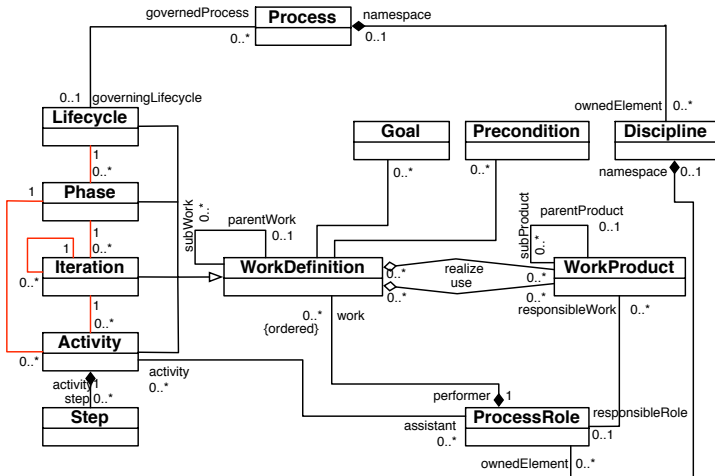 governedProcess
Process
namespace
0..*
0..1
0..1
governingLifecycle
ownedElement
0..*
Lifecycle
Goal
Precondition
Discipline
1
0..*
0..*
0..*
namespace
0..1
1
Phase
subWork
0..*
parentWork
0..1
subProduct
0..*
parentProduct
0..1
1
1
0..*
Iteration
WorkDefinition
realize
use
WorkProduct
0..*
0..*
0..*
0..*
0..*
1
0..*
0..*
{ordered}
work
responsibleWork
0..*
Activity
0..*
activity
0..*
activity
1
step
0..*
performer
1
Step
ProcessRole
responsibleRole
0..1
assistant
0..*
ownedElement
0..*